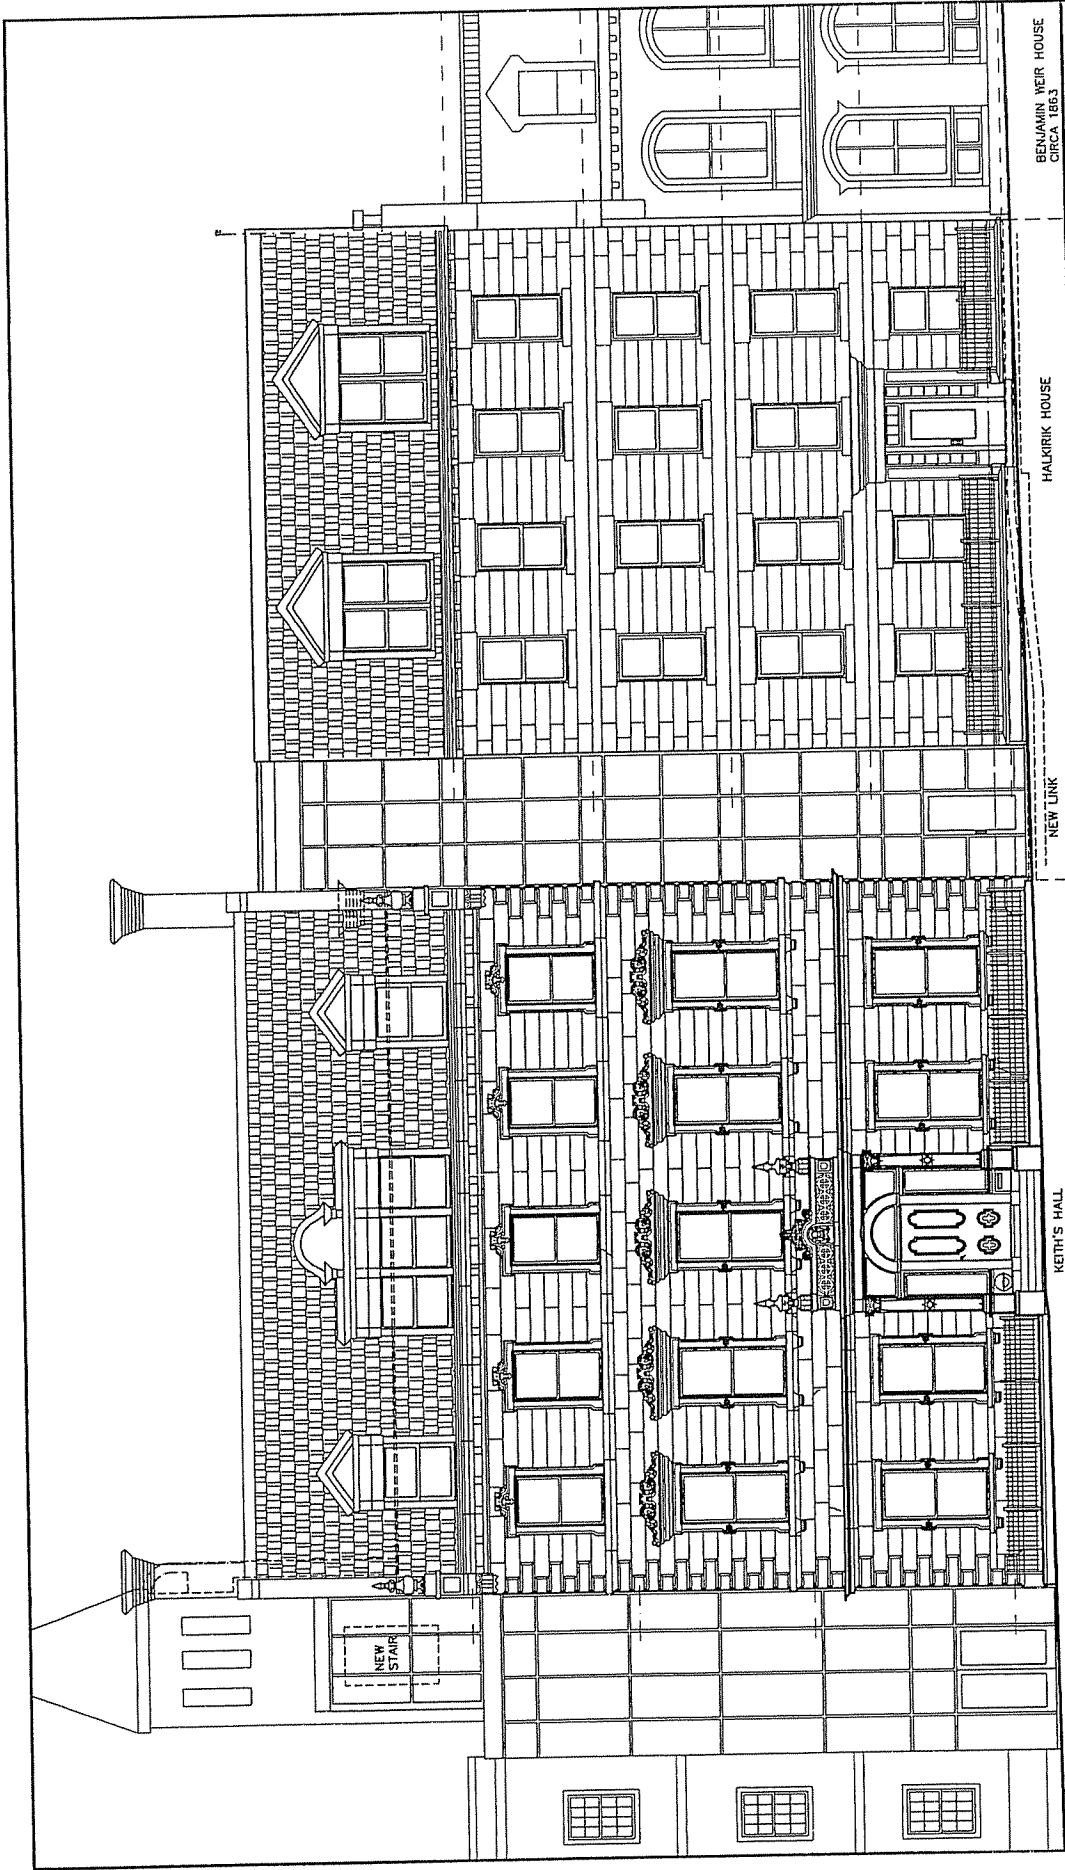 NEW
STAIR
KEITH'S HALL
NEW LINK
HALKIRIK HOUSE
BENJAMIN WEIR HOUSE
CIRCA 1863